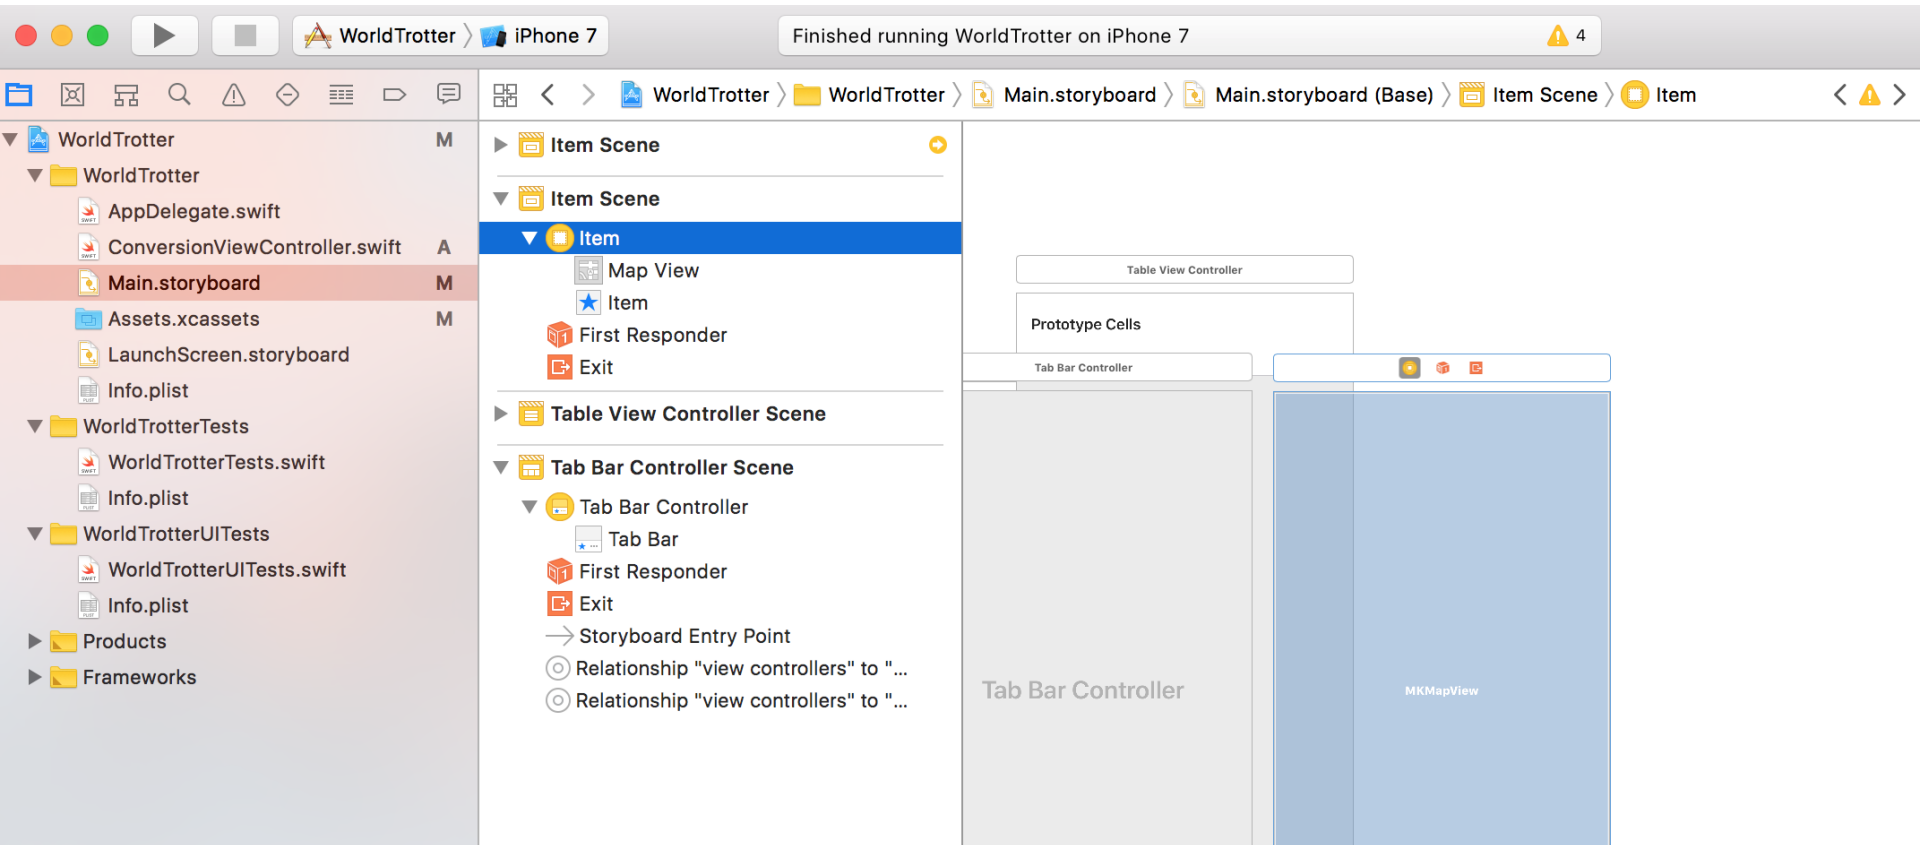 WorldTrotter iPhone 7
Finished running WorldTrotter on iPhone 7
4
WorldTrotter WorldTrotter Main.storyboard Main.storyboard (Base) Item Scene Item
WorldTrotter M
WorldTrotter
AppDelegate.swift
ConversionViewController.swift A
Main.storyboard M
Assets.xcassets M
LaunchScreen.storyboard
Info.plist
WorldTrotterTests
WorldTrotterTests.swift
Info.plist
WorldTrotterUITests
WorldTrotterUITests.swift
Info.plist
Products
Frameworks
Item Scene
Item Scene
Item
Map View
Item
First Responder
Exit
Table View Controller Scene
Tab Bar Controller Scene
Tab Bar Controller
Tab Bar
First Responder
Exit
Storyboard Entry Point
Relationship "view controllers" to "...
Relationship "view controllers" to "...
Table View Controller
Prototype Cells
Tab Bar Controller
Tab Bar Controller
MKMapView